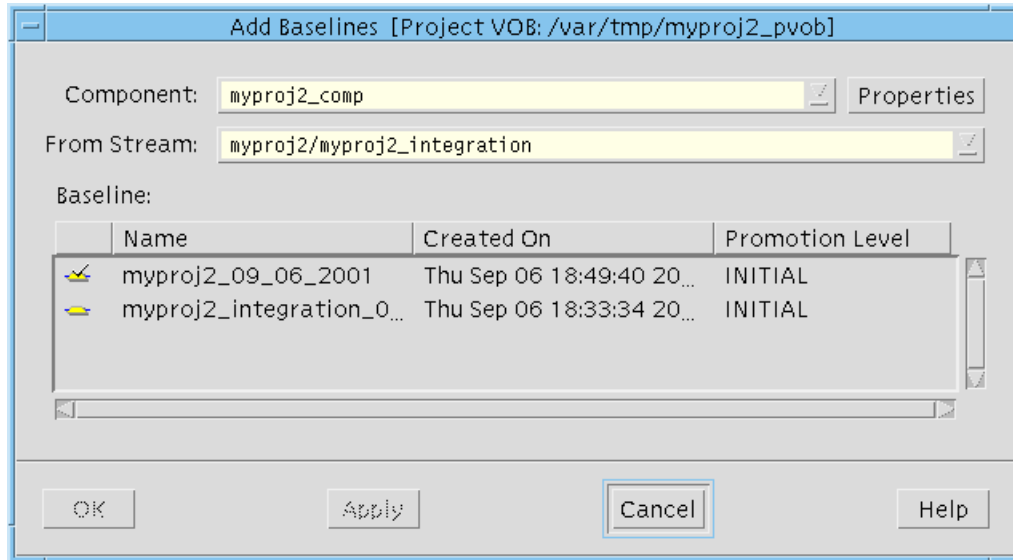 Add Baselines [Project VOB: /var/tmp/myproj2_pvob]
Component: myproj2_comp Properties
From Stream: myproj2/myproj2_integration
Baseline:
Name Created On Promotion Level
myproj2_09_06_2001 Thu Sep 06 18:49:40 20... INITIAL
myproj2_integration_0... Thu Sep 06 18:33:34 20... INITIAL
OK Apply Cancel Help